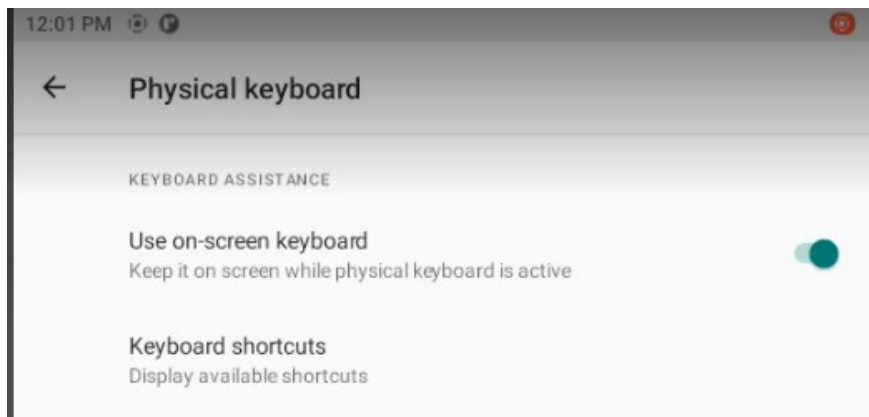 12:01 PM
Physical keyboard
KEYBOARD ASSISTANCE
Use on-screen keyboard
Keep it on screen while physical keyboard is active
Keyboard shortcuts
Display available shortcuts